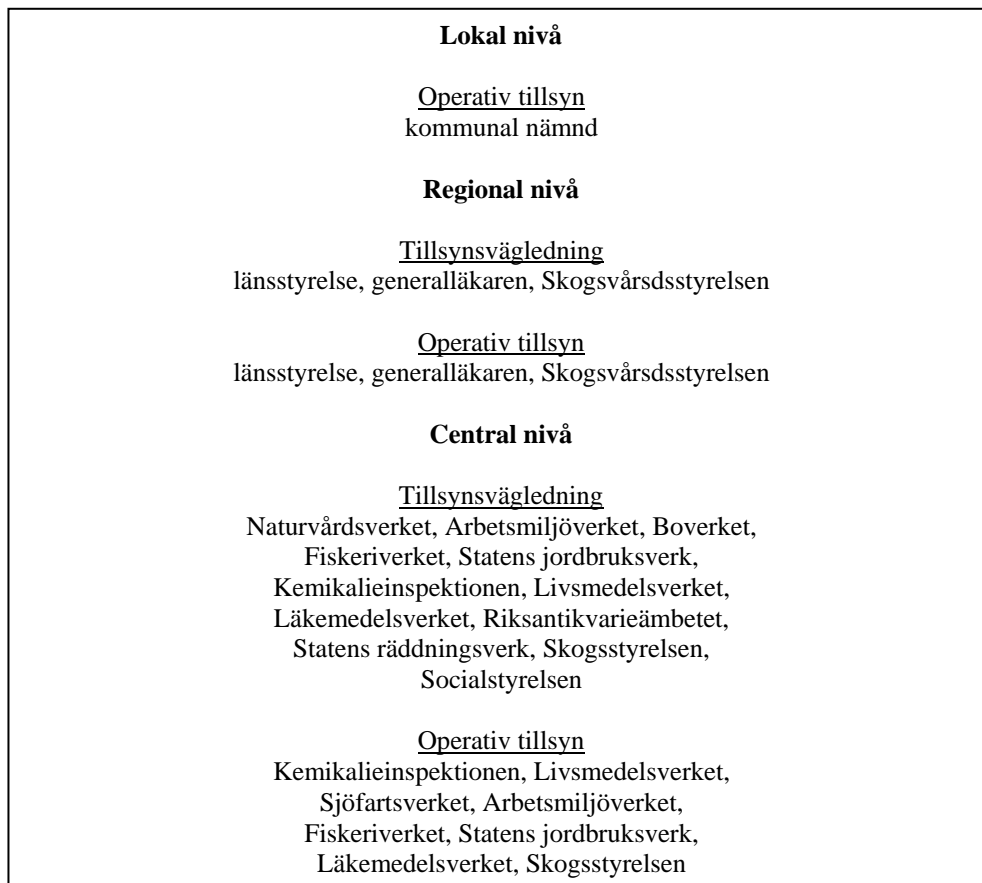 Lokal nivå
Operativ tillsyn
kommunal nämnd
Regional nivå
Tillsynsvägledning
länsstyrelse, generalläkaren, Skogsvårsdsstyrelsen
Operativ tillsyn
länsstyrelse, generalläkaren, Skogsvårsdsstyrelsen
Central nivå
Tillsynsvägledning
Naturvårdsverket, Arbetsmiljöverket, Boverket,
Fiskeriverket, Statens jordbruksverk,
Kemikalieinspektionen, Livsmedelsverket,
Läkemedelsverket, Riksantikvarieämbetet,
Statens räddningsverk, Skogsstyrelsen,
Socialstyrelsen
Operativ tillsyn
Kemikalieinspektionen, Livsmedelsverket,
Sjöfartsverket, Arbetsmiljöverket,
Fiskeriverket, Statens jordbruksverk,
Läkemedelsverket, Skogsstyrelsen